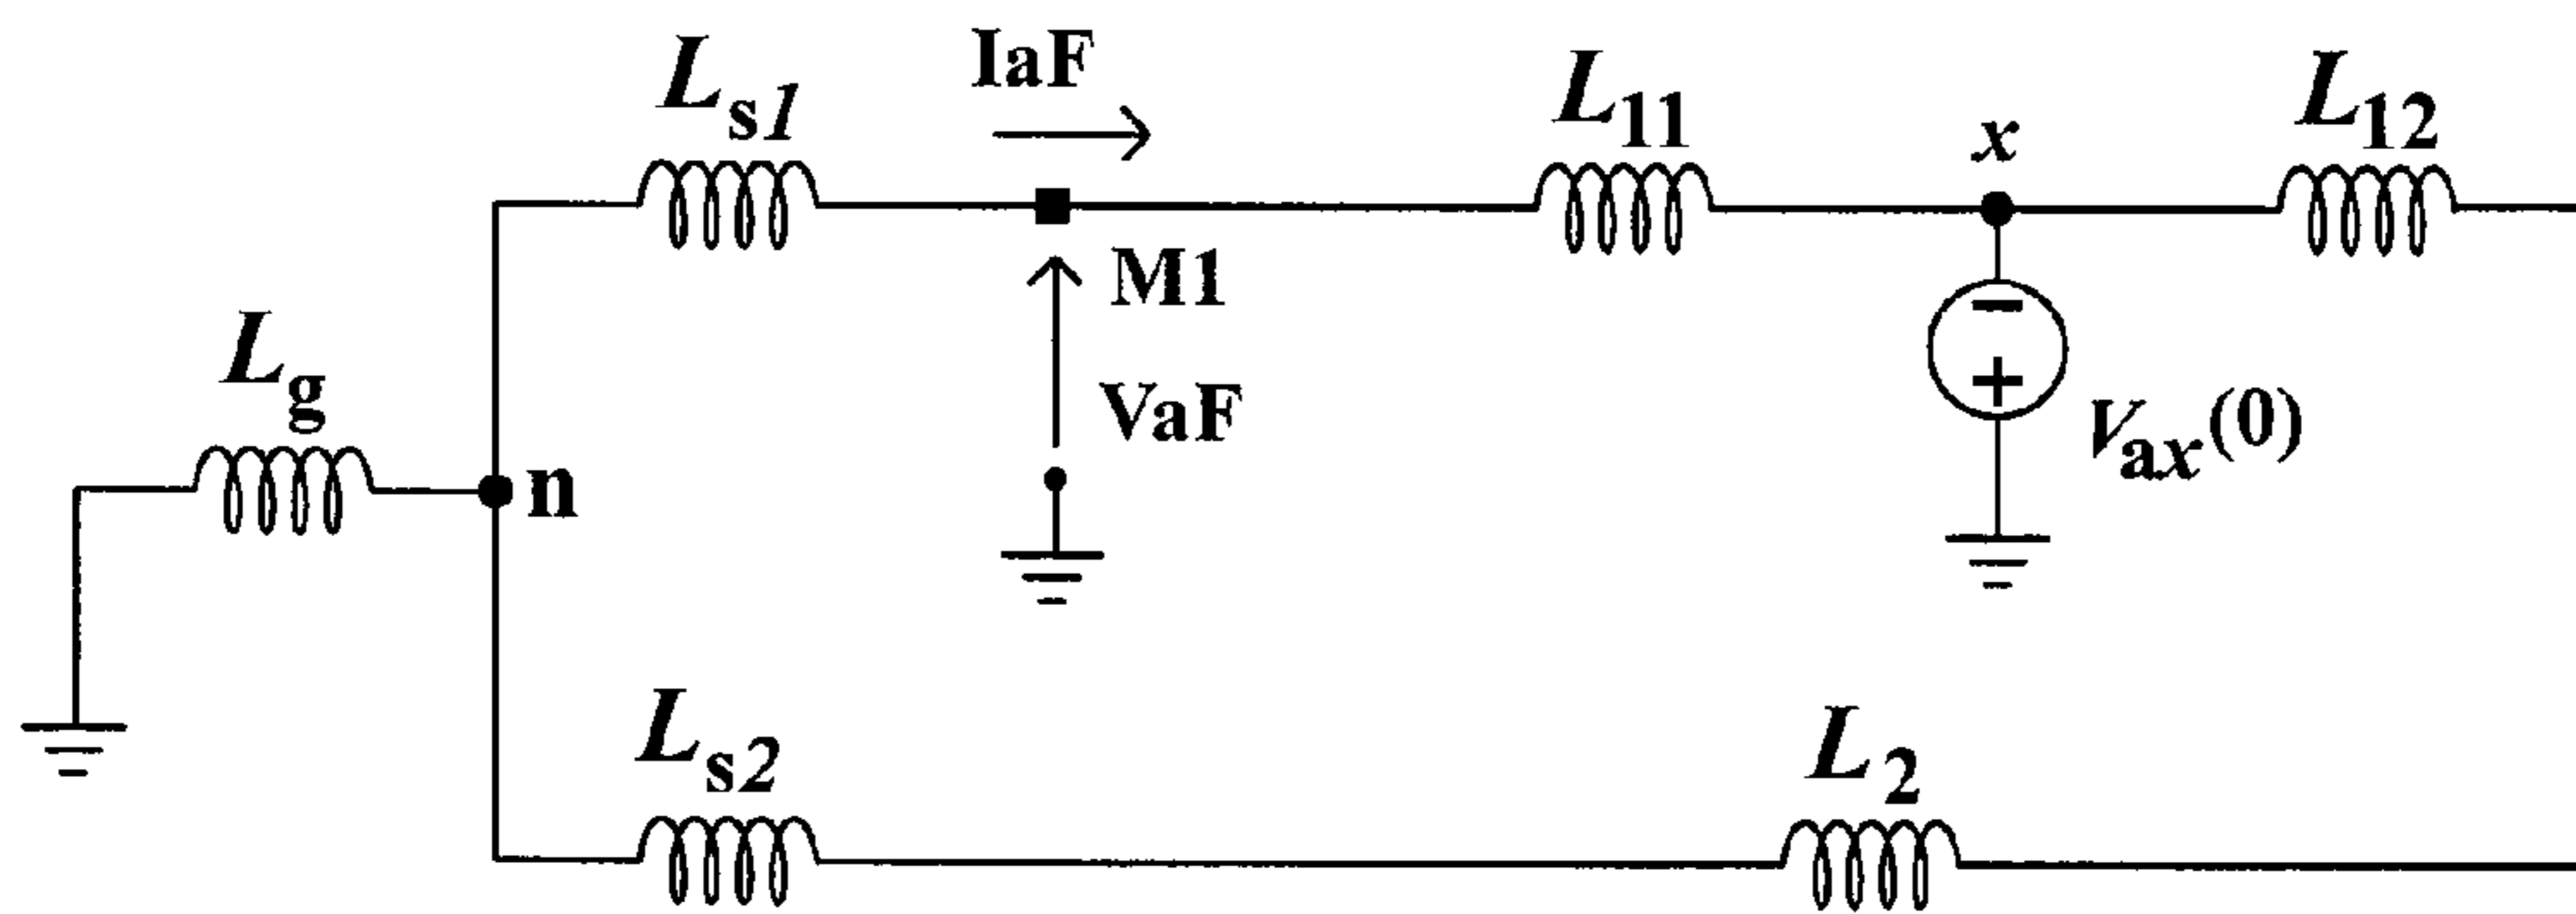 Ls1
IaF
L11
x
L12
M1
Lg
n
VaF
−
+
Vax(0)
Ls2
L2